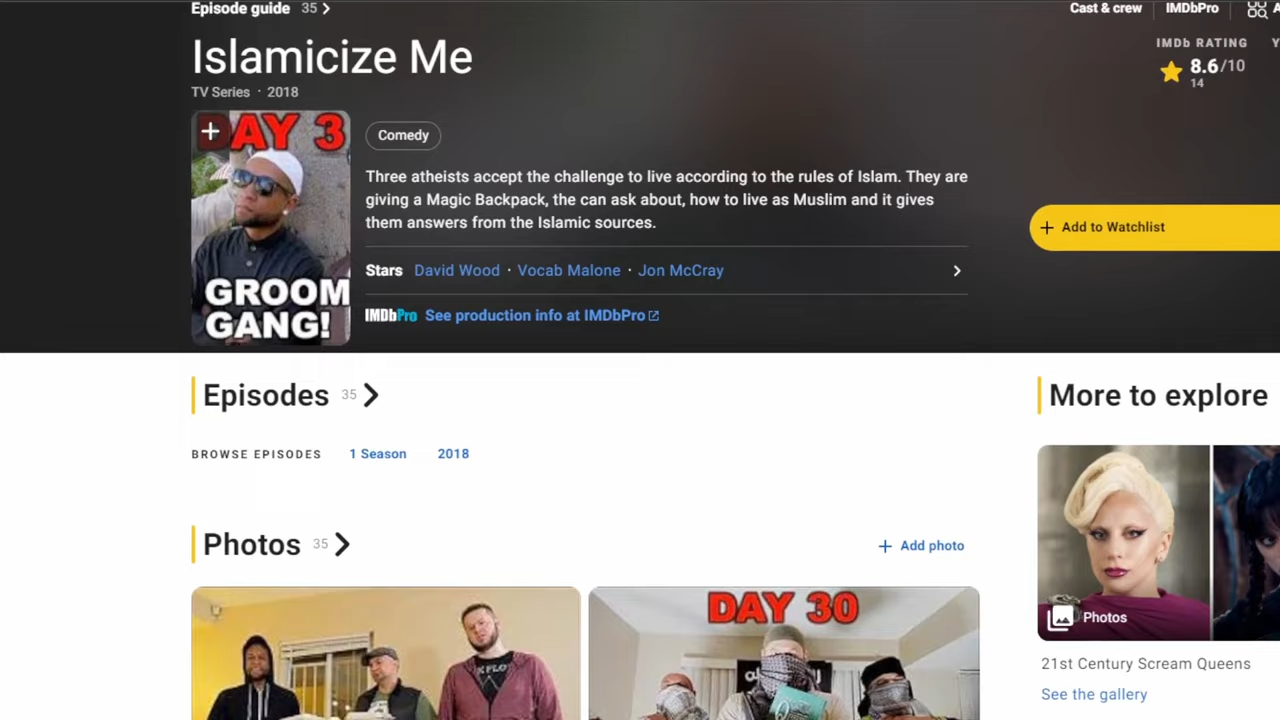 Episode guide 35
Cast & crew
IMDbPro
Islamicize Me
TV Series · 2018
IMDb RATING
8.6/10
14
DAY 3
GROOM
GANG!
Comedy
Three atheists accept the challenge to live according to the rules of Islam. They are
giving a Magic Backpack, the can ask about, how to live as Muslim and it gives
them answers from the Islamic sources.
+ Add to Watchlist
Stars David Wood · Vocab Malone · Jon McCray
IMDbPro See production info at IMDbPro
Episodes 35
More to explore
BROWSE EPISODES 1 Season 2018
Photos 35
+ Add photo
DAY 30
Photos
21st Century Scream Queens
See the gallery